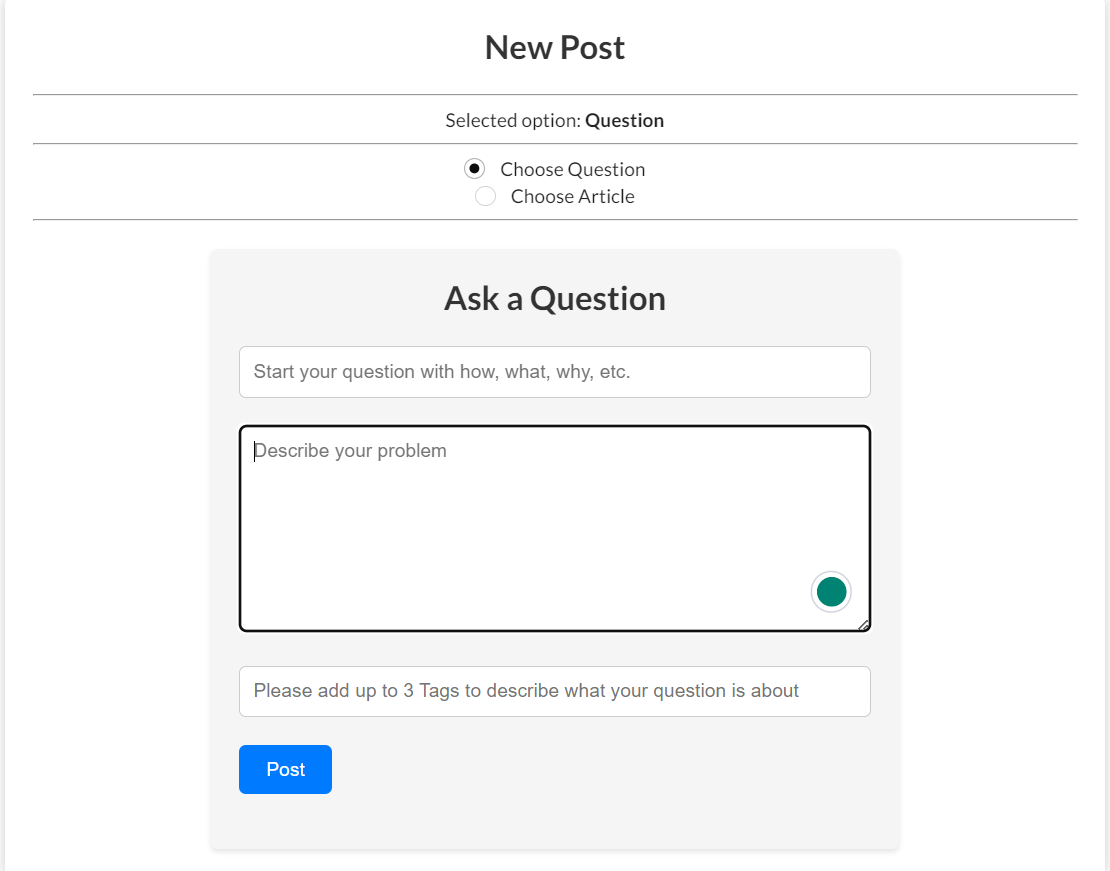 New Post
Selected option: Question
Choose Question
Choose Article
Ask a Question
Start your question with how, what, why, etc.
Describe your problem
Please add up to 3 Tags to describe what your question is about
Post